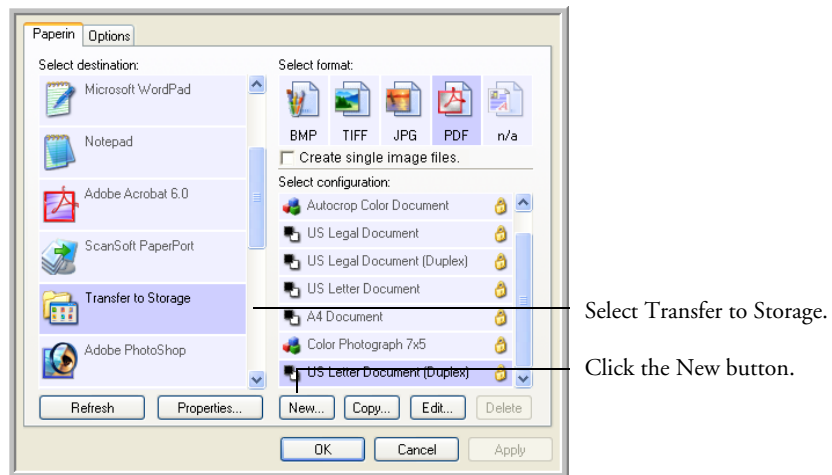 Paperin Options
Select destination:
Microsoft WordPad
Notepad
Adobe Acrobat 6.0
ScanSoft PaperPort
Transfer to Storage
Adobe PhotoShop
Refresh Properties...
Select format:
BMP TIFF JPG PDF n/a
Create single image files.
Select configuration:
Autocrop Color Document
US Legal Document
US Legal Document (Duplex)
US Letter Document
A4 Document
Color Photograph 7x5
US Letter Document (Duplex)
New... Copy... Edit... Delete
OK Cancel Apply
Select Transfer to Storage.
Click the New button.